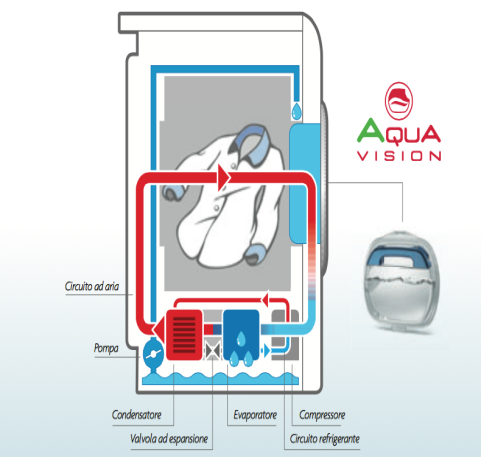 AQUA
VISION
Circuito ad aria
Pompa
Condensatore
Evaporatore
Compressore
Valvola ad espansione
Circuito refrigerante